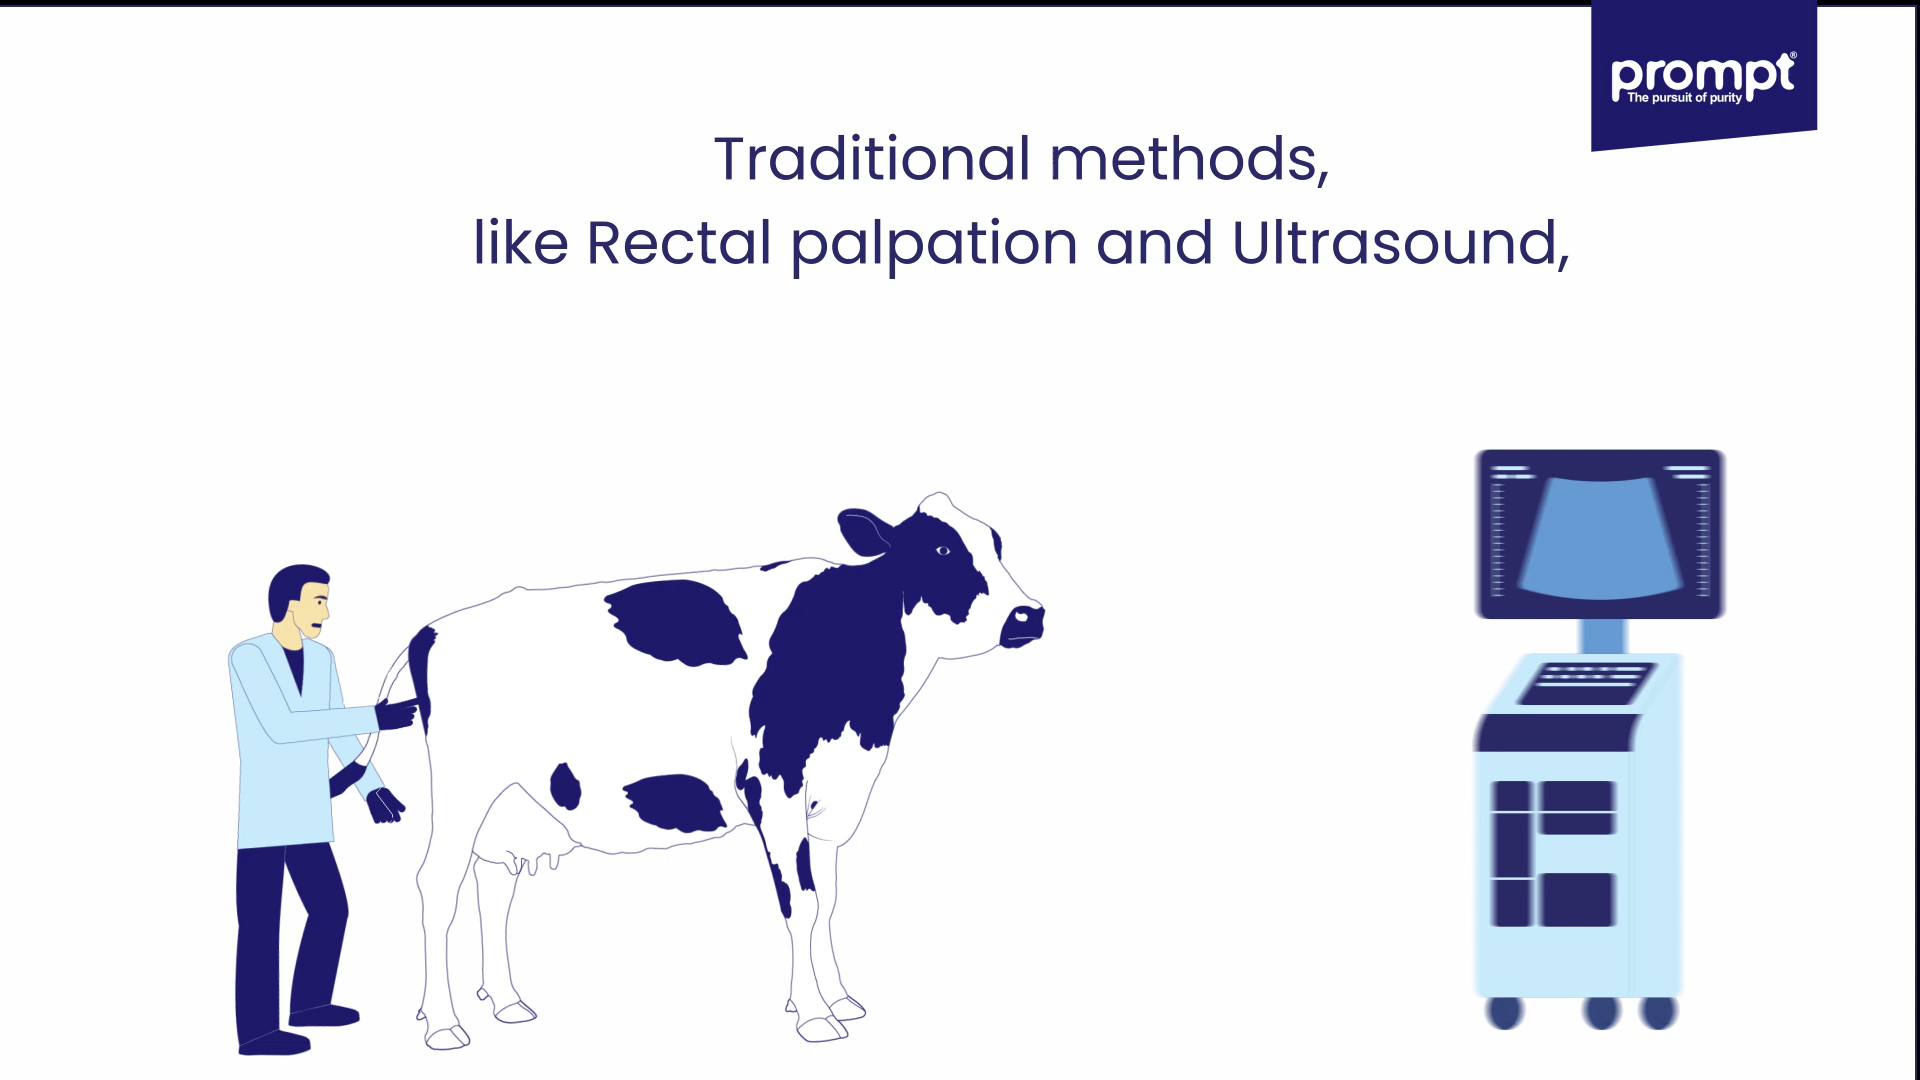 prompt®
The pursuit of purity
Traditional methods,
like Rectal palpation and Ultrasound,